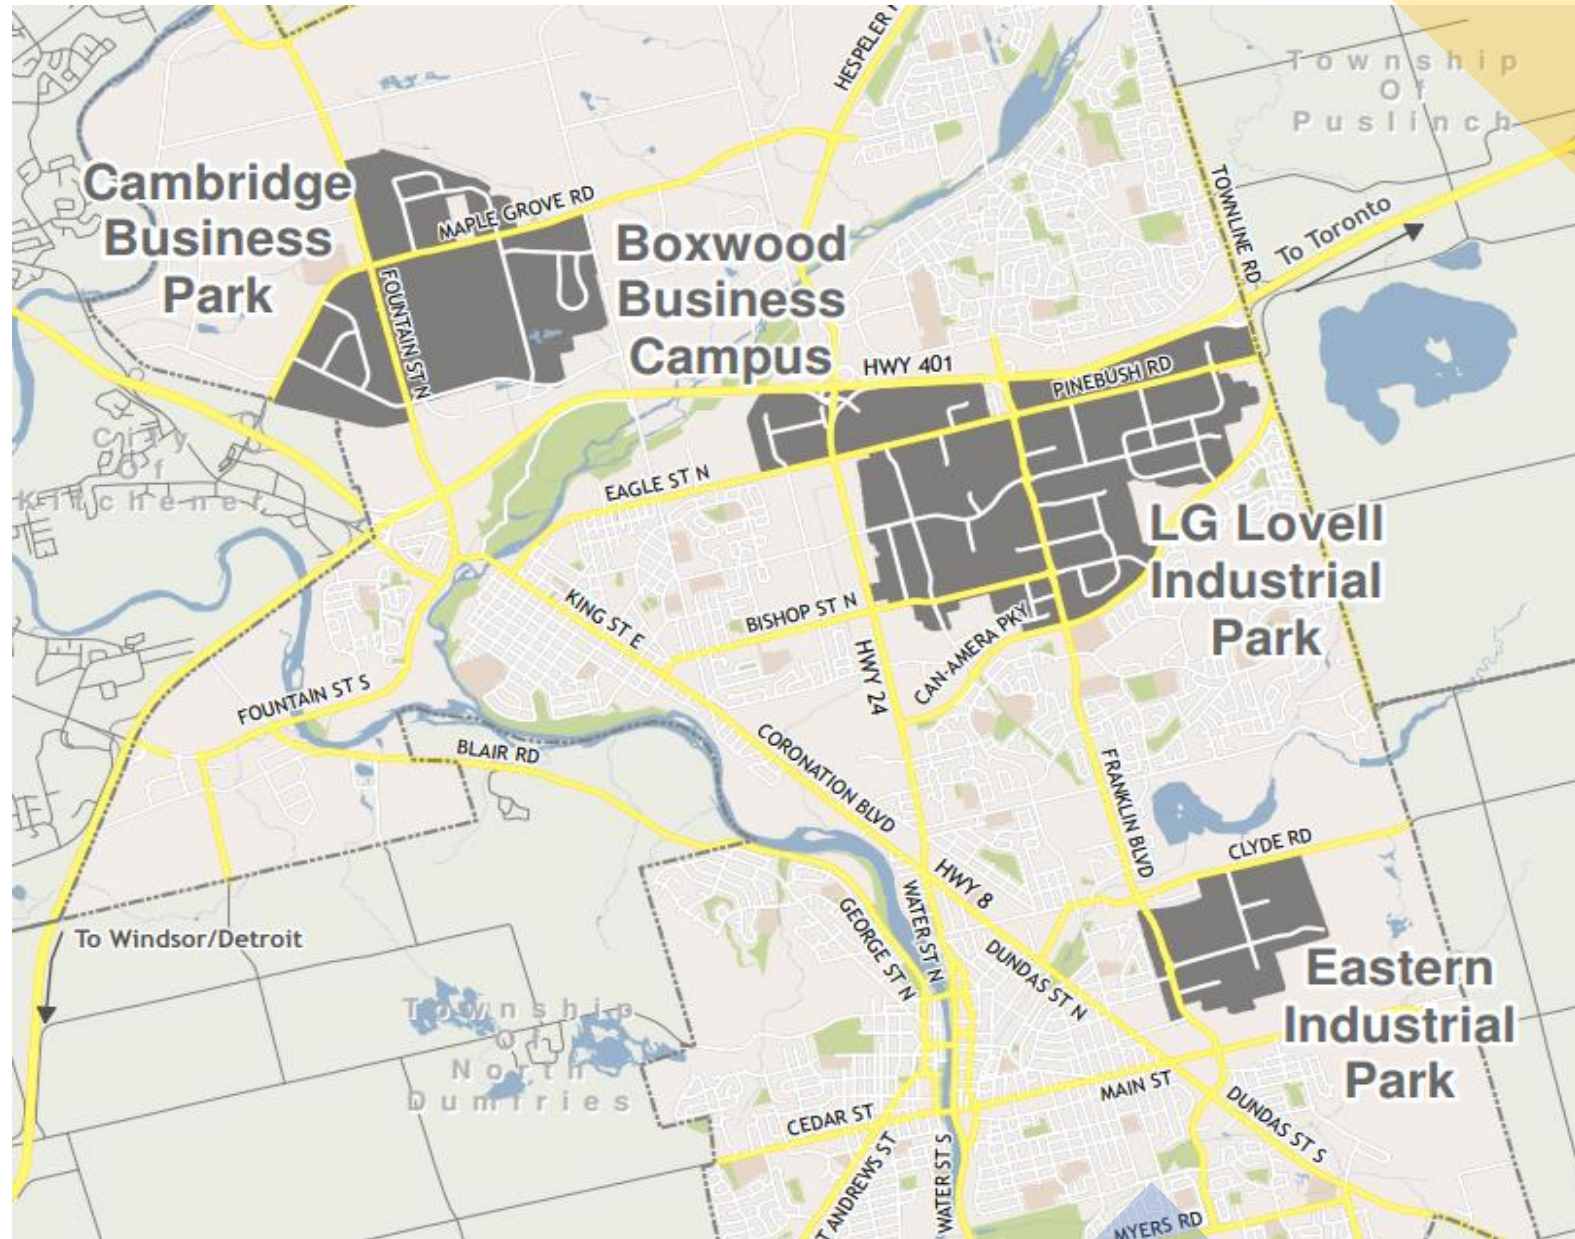 HESPELER
Township
Of
Puslinch
Cambridge
Business
Park
MAPLE GROVE RD
Boxwood
Business
Campus
TOWNLINE RD
To Toronto
FOUNTAIN ST N
HWY 401
PINEBUSH RD
City
Of
Kitchener
EAGLE ST N
LG Lovell
Industrial
Park
KING ST E
BISHOP ST N
CAN-AMERA PKY
HWY 24
FOUNTAIN ST S
BLAIR RD
CORONATION BLVD
FRANKLIN BLVD
CLYDE RD
HWY 8
WATER ST N
GEORGE ST N
To Windsor/Detroit
DUNDAS ST N
Eastern
Industrial
Park
Township
Of
North
Dumfries
MAIN ST
CEDAR ST
DUNDAS ST S
ANDREWS ST
WATER ST S
MYERS RD